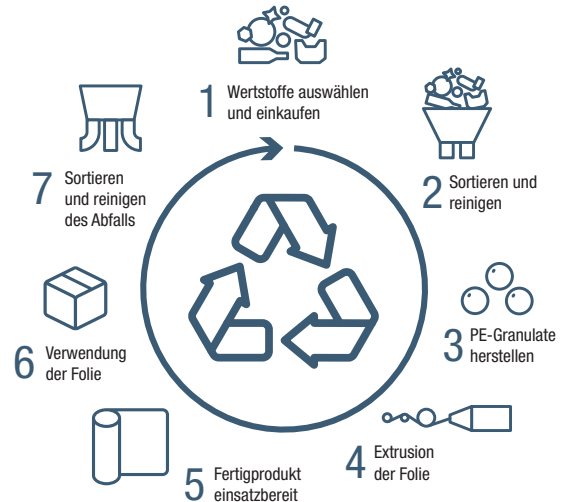 1 Wertstoffe auswählen
und einkaufen
2 Sortieren und
reinigen
3 PE-Granulate
herstellen
4 Extrusion
der Folie
5 Fertigprodukt
einsatzbereit
6 Verwendung
der Folie
7 Sortieren
und reinigen
des Abfalls